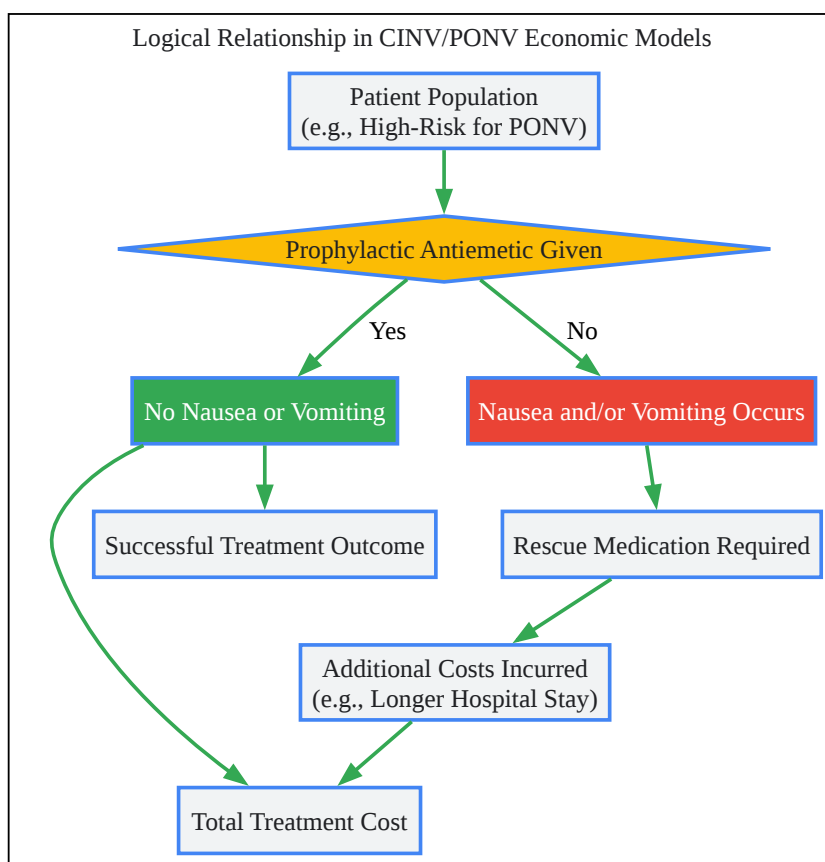 Logical Relationship in CINV/PONV Economic Models
Patient Population
(e.g., High-Risk for PONV)
Prophylactic Antiemetic Given
Yes
No
No Nausea or Vomiting
Nausea and/or Vomiting Occurs
Successful Treatment Outcome
Rescue Medication Required
Additional Costs Incurred
(e.g., Longer Hospital Stay)
Total Treatment Cost